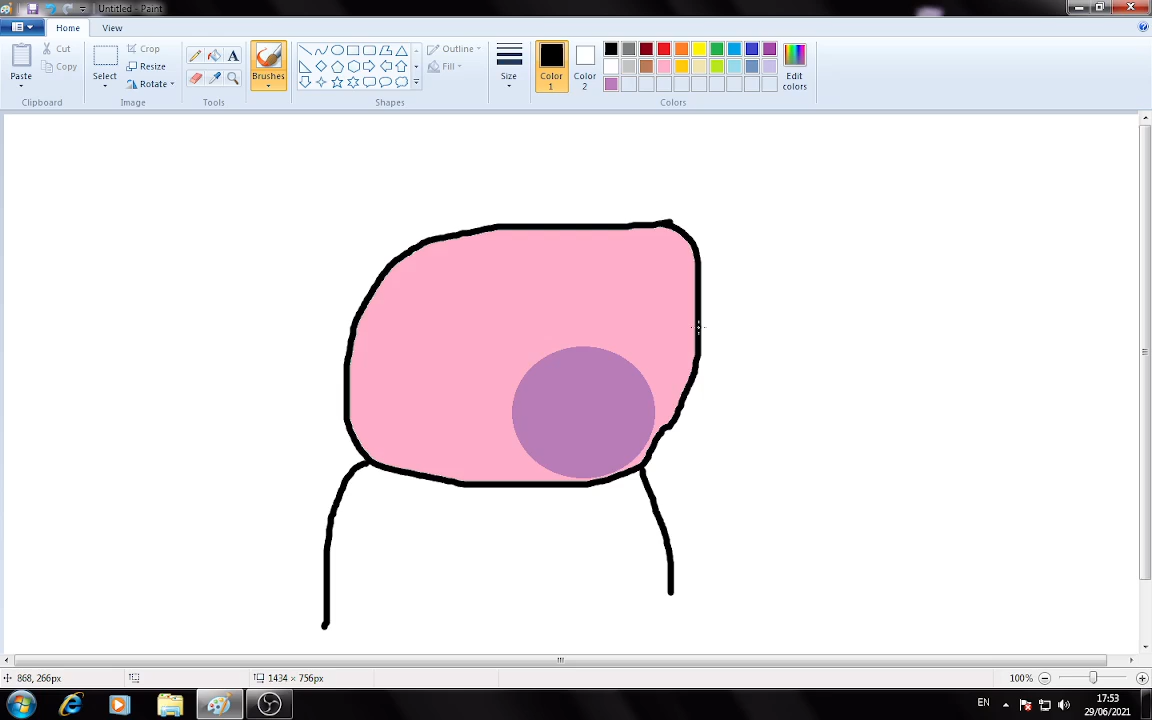 Untitled - Paint
Home View
Paste
Cut
Copy
Clipboard
Select
Crop
Resize
Rotate
Image
A
Tools
Brushes
Outline
Fill
Shapes
Size
Color
1
Color
2
Edit
colors
Colors
868, 266px
1434 × 756px
100%
EN
17:53
29/06/2021